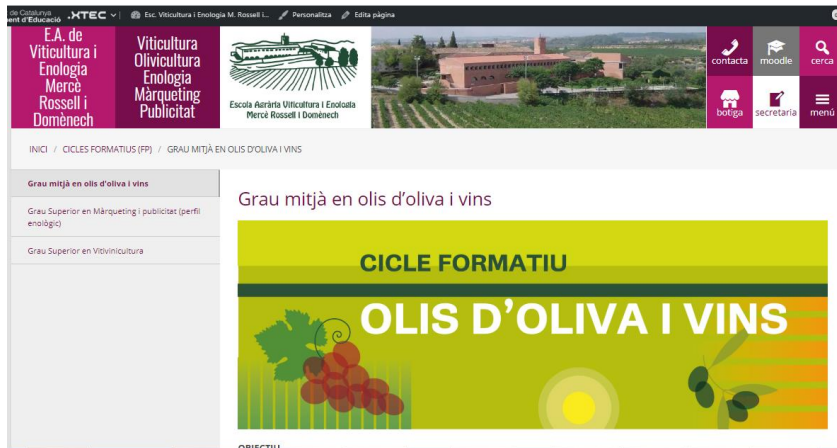 de Catalunya
ent d'Educació
XTEC
Esc. Viticultura i Enologia M. Rossell i...
Personalitza
Edita pàgina
E.A. de
Viticultura i
Enologia
Mercè
Rossell i
Domènech
Viticultura
Olivicultura
Enologia
Màrqueting
Publicitat
Escola Agrària Viticultura i Enologia
Mercè Rossell i Domènech
contacta
moodle
cerca
botiga
secretaria
menú
INICI / CICLES FORMATIUS (FP) / GRAU MITJÀ EN OLIS D'OLIVA I VINS
Grau mitjà en olis d'oliva i vins
Grau Superior en Màrqueting i publicitat (perfil
enològic)
Grau Superior en Vitivinicultura
Grau mitjà en olis d'oliva i vins
CICLE FORMATIU
OLIS D'OLIVA I VINS
OBJECTIU